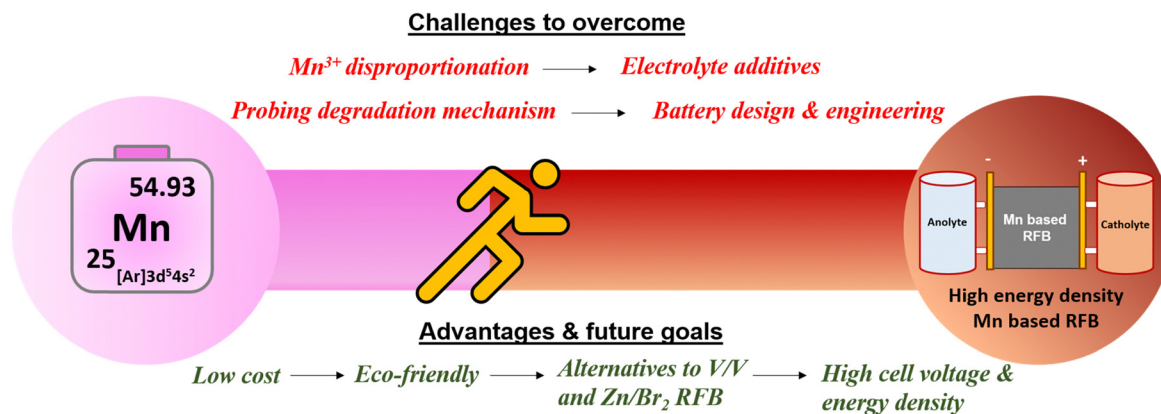 Challenges to overcome
Mn³⁺ disproportionation
Electrolyte additives
Probing degradation mechanism
Battery design & engineering
54.93
Mn
25
[Ar]3d⁵4s²
- +
Anolyte
Mn based
RFB
Catholyte
High energy density
Mn based RFB
Advantages & future goals
Low cost
Eco-friendly
Alternatives to V/V
and Zn/Br₂ RFB
High cell voltage &
energy density